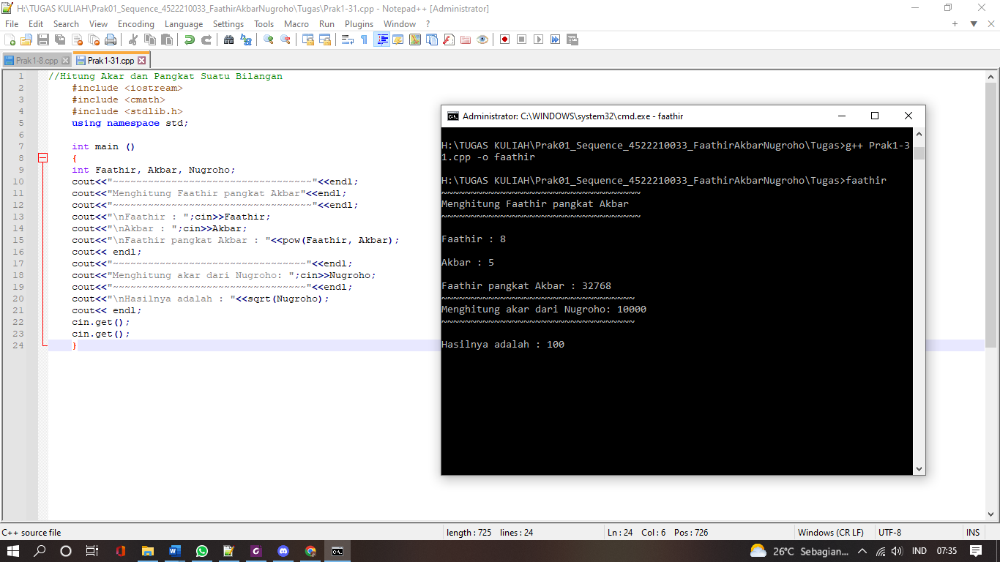 H:\TUGAS KULIAH\Prak01_Sequence_4522210033_FaathirAkbarNugroho\Tugas\Prak1-31.cpp - Notepad++ [Administrator]
File Edit Search View Encoding Language Settings Tools Macro Run Plugins Window ?
Prak1-8.cpp Prak1-31.cpp
1 //Hitung Akar dan Pangkat Suatu Bilangan
2 #include <iostream>
3 #include <cmath>
4 #include <stdlib.h>
5 using namespace std;
6
7 int main ()
8 {
9 int Faathir, Akbar, Nugroho;
10 cout<<"~~~~~~~~~~~~~~~~~~~~~~~~~~~~~~~~~~"<<endl;
11 cout<<"Menghitung Faathir pangkat Akbar"<<endl;
12 cout<<"~~~~~~~~~~~~~~~~~~~~~~~~~~~~~~~~~~"<<endl;
13 cout<<"\nFaathir : ";cin>>Faathir;
14 cout<<"\nAkbar : ";cin>>Akbar;
15 cout<<"\nFaathir pangkat Akbar : "<<pow(Faathir, Akbar);
16 cout<< endl;
17 cout<<"~~~~~~~~~~~~~~~~~~~~~~~~~~~~~~~~~"<<endl;
18 cout<<"Menghitung akar dari Nugroho: ";cin>>Nugroho;
19 cout<<"~~~~~~~~~~~~~~~~~~~~~~~~~~~~~~~~~"<<endl;
20 cout<<"\nHasilnya adalah : "<<sqrt(Nugroho);
21 cout<< endl;
22 cin.get();
23 cin.get();
24 }
Administrator: C:\WINDOWS\system32\cmd.exe - faathir
H:\TUGAS KULIAH\Prak01_Sequence_4522210033_FaathirAkbarNugroho\Tugas>g++ Prak1-3
1.cpp -o faathir
H:\TUGAS KULIAH\Prak01_Sequence_4522210033_FaathirAkbarNugroho\Tugas>faathir
~~~~~~~~~~~~~~~~~~~~~~~~~~~~~~~~~~
Menghitung Faathir pangkat Akbar
~~~~~~~~~~~~~~~~~~~~~~~~~~~~~~~~~~
Faathir : 8
Akbar : 5
Faathir pangkat Akbar : 32768
~~~~~~~~~~~~~~~~~~~~~~~~~~~~~~~~~
Menghitung akar dari Nugroho: 10000
~~~~~~~~~~~~~~~~~~~~~~~~~~~~~~~~~
Hasilnya adalah : 100
C++ source file length : 725 lines : 24 Ln : 24 Col : 6 Pos : 726 Windows (CR LF) UTF-8 INS
26°C Sebagian... IND 07:35